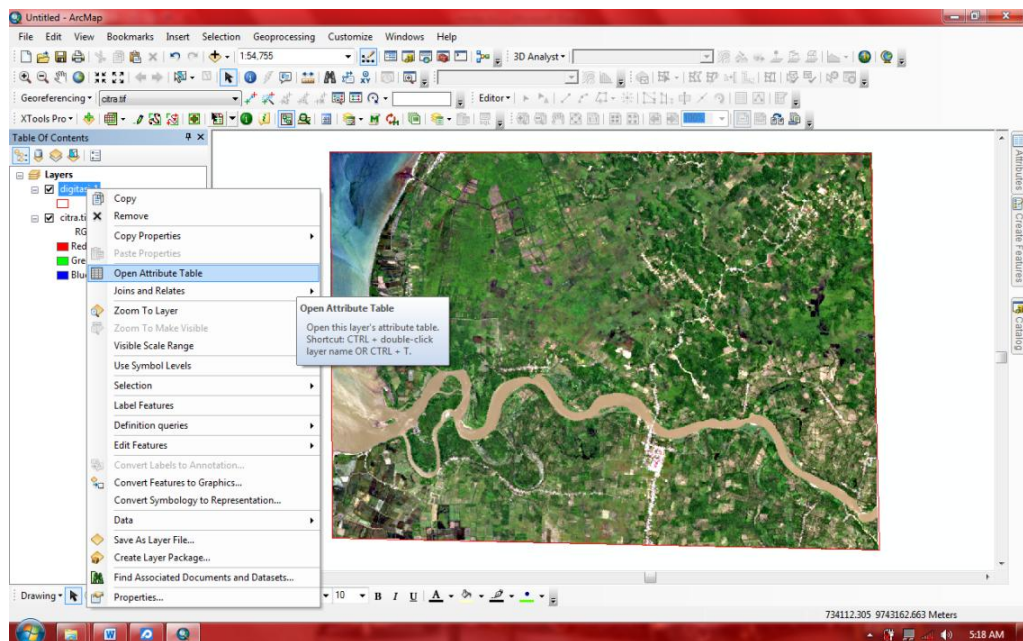 Untitled - ArcMap
File Edit View Bookmarks Insert Selection Geoprocessing Customize Windows Help
1:54,755
3D Analyst
Georeferencing citra.tif
Editor
XTools Pro
Table Of Contents
Layers
citra.ti
RG
Red
Gre
Blu
Copy
Remove
Copy Properties
Paste Properties
Open Attribute Table
Joins and Relates
Zoom To Layer
Zoom To Make Visible
Visible Scale Range
Use Symbol Levels
Selection
Label Features
Definition queries
Edit Features
Convert Labels to Annotation...
Convert Features to Graphics...
Convert Symbology to Representation...
Data
Save As Layer File...
Create Layer Package...
Find Associated Documents and Datasets...
Properties...
Open Attribute Table
Open this layer's attribute table.
Shortcut: CTRL + double-click
layer name OR CTRL + T.
Attributes
Create Features
Catalog
Drawing
10 B I U A
734112.305 9743162.663 Meters
5:18 AM